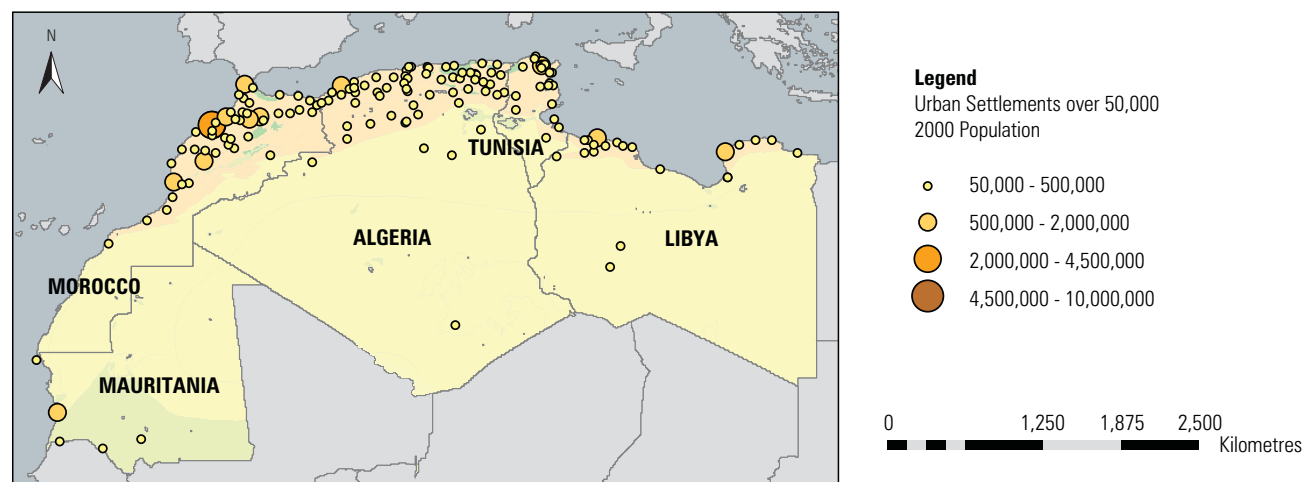 N
TUNISIA
ALGERIA
LIBYA
MOROCCO
MAURITANIA
Legend
Urban Settlements over 50,000
2000 Population
50,000 - 500,000
500,000 - 2,000,000
2,000,000 - 4,500,000
4,500,000 - 10,000,000
0 1,250 1,875 2,500
Kilometres